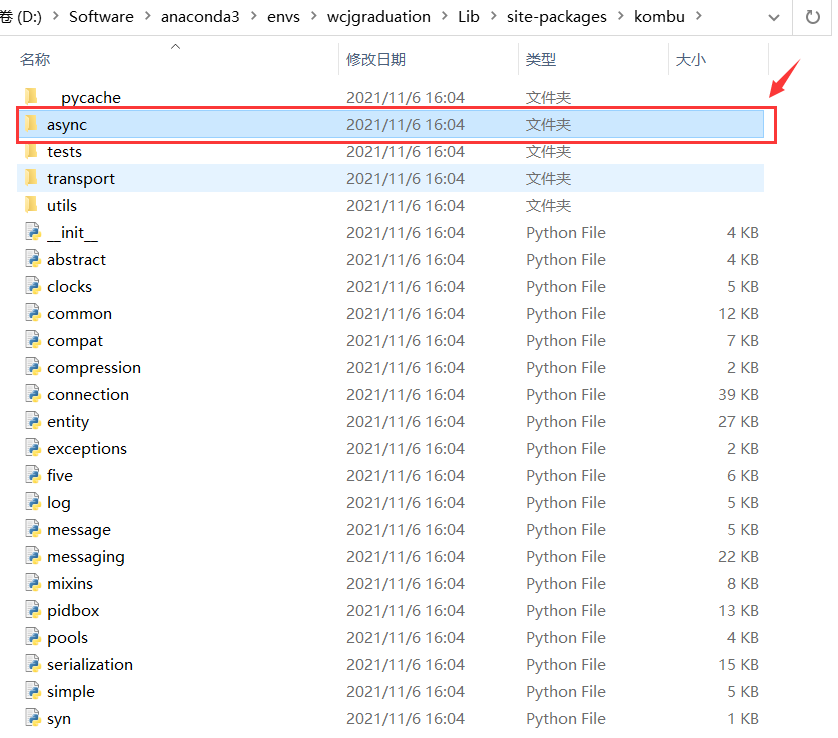 卷 (D:) › Software › anaconda3 › envs › wcjgraduation › Lib › site-packages › kombu ›
名称 修改日期 类型 大小
__pycache__ 2021/11/6 16:04 文件夹
async 2021/11/6 16:04 文件夹
tests 2021/11/6 16:04 文件夹
transport 2021/11/6 16:04 文件夹
utils 2021/11/6 16:04 文件夹
__init__ 2021/11/6 16:04 Python File 4 KB
abstract 2021/11/6 16:04 Python File 4 KB
clocks 2021/11/6 16:04 Python File 5 KB
common 2021/11/6 16:04 Python File 12 KB
compat 2021/11/6 16:04 Python File 7 KB
compression 2021/11/6 16:04 Python File 2 KB
connection 2021/11/6 16:04 Python File 39 KB
entity 2021/11/6 16:04 Python File 27 KB
exceptions 2021/11/6 16:04 Python File 2 KB
five 2021/11/6 16:04 Python File 6 KB
log 2021/11/6 16:04 Python File 5 KB
message 2021/11/6 16:04 Python File 5 KB
messaging 2021/11/6 16:04 Python File 22 KB
mixins 2021/11/6 16:04 Python File 8 KB
pidbox 2021/11/6 16:04 Python File 13 KB
pools 2021/11/6 16:04 Python File 4 KB
serialization 2021/11/6 16:04 Python File 15 KB
simple 2021/11/6 16:04 Python File 5 KB
syn 2021/11/6 16:04 Python File 1 KB